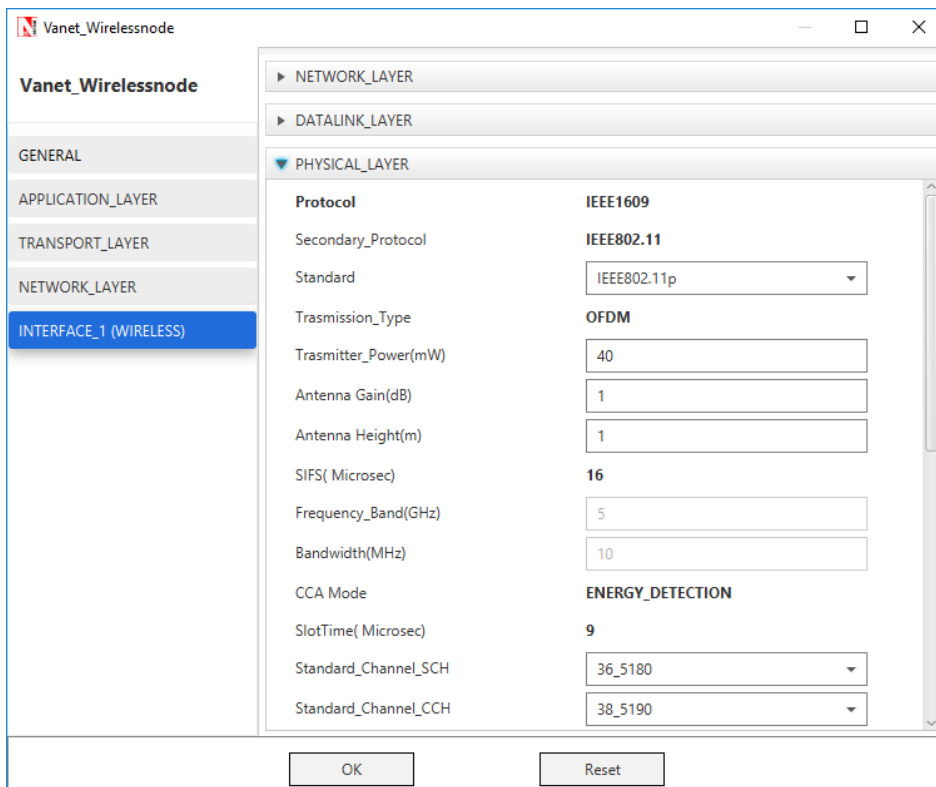 Vanet_Wirelessnode
Vanet_Wirelessnode
GENERAL
APPLICATION_LAYER
TRANSPORT_LAYER
NETWORK_LAYER
INTERFACE_1 (WIRELESS)
NETWORK_LAYER
DATALINK_LAYER
PHYSICAL_LAYER
Protocol IEEE1609
Secondary_Protocol IEEE802.11
Standard IEEE802.11p
Trasmission_Type OFDM
Trasmitter_Power(mW) 40
Antenna Gain(dB) 1
Antenna Height(m) 1
SIFS( Microsec) 16
Frequency_Band(GHz) 5
Bandwidth(MHz) 10
CCA Mode ENERGY_DETECTION
SlotTime( Microsec) 9
Standard_Channel_SCH 36_5180
Standard_Channel_CCH 38_5190
OK Reset